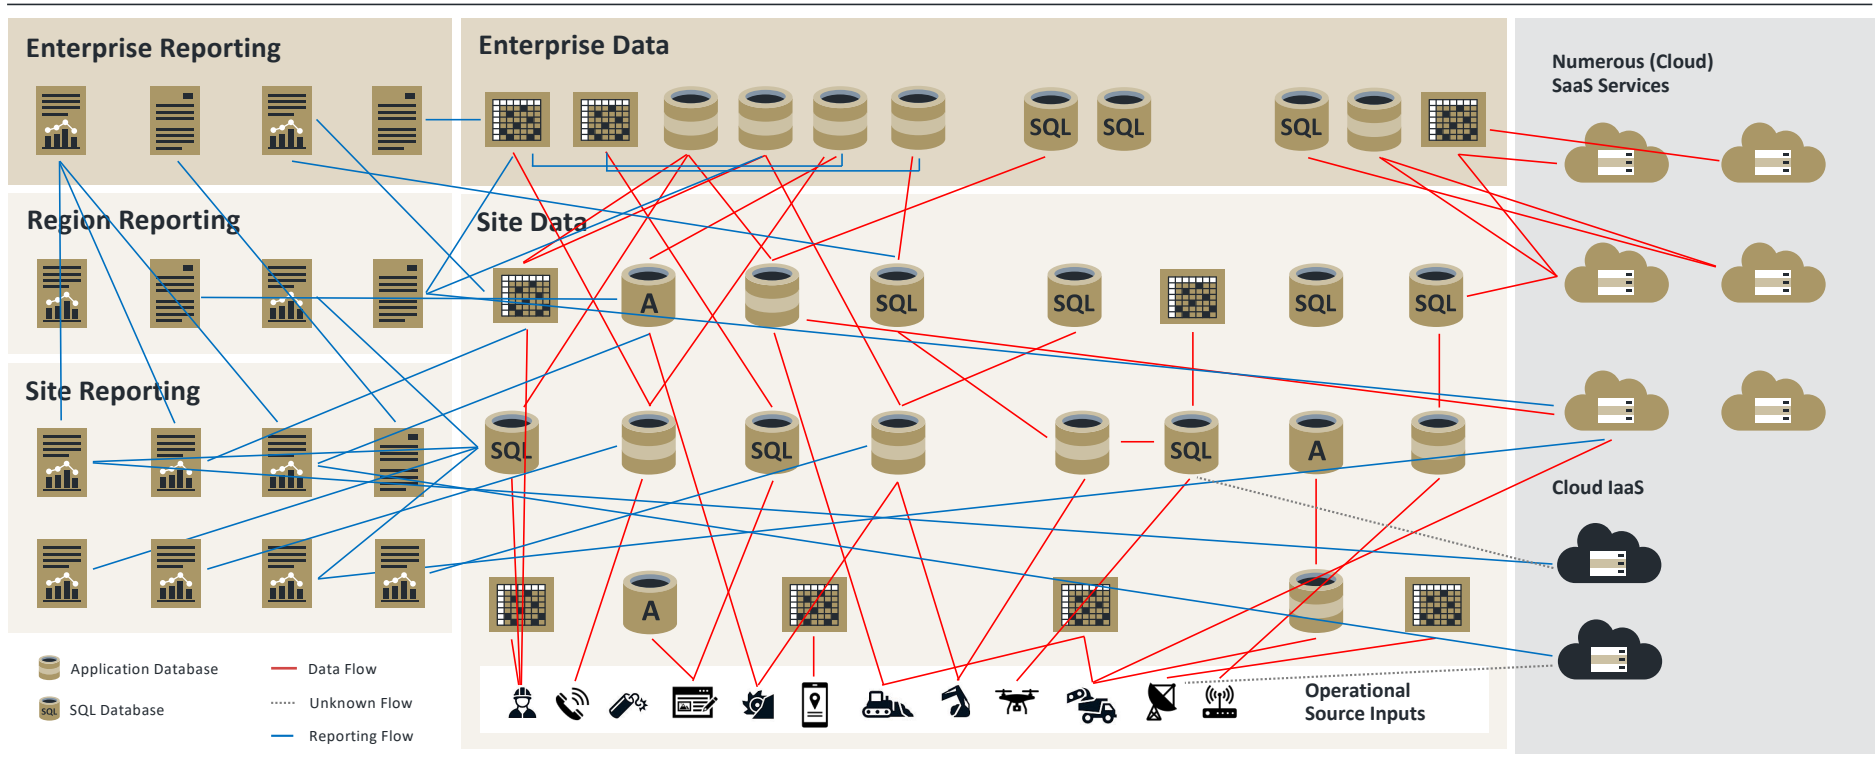 Enterprise Reporting
Enterprise Data
Numerous (Cloud)
SaaS Services
SQL
SQL
SQL
Region Reporting
Site Data
A
SQL
SQL
SQL
SQL
Site Reporting
SQL
SQL
SQL
A
Cloud IaaS
A
Application Database
Data Flow
SQL
SQL Database
Unknown Flow
Reporting Flow
Operational
Source Inputs